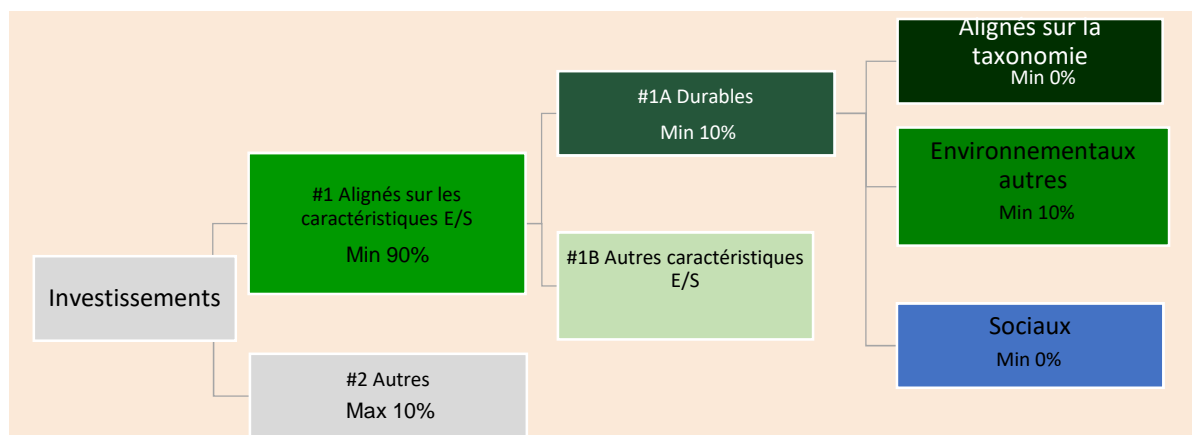 Investissements
#1 Alignés sur les
caractéristiques E/S
Min 90%
#2 Autres
Max 10%
#1A Durables
Min 10%
#1B Autres caractéristiques
E/S
Alignés sur la
taxonomie
Min 0%
Environnementaux
autres
Min 10%
Sociaux
Min 0%